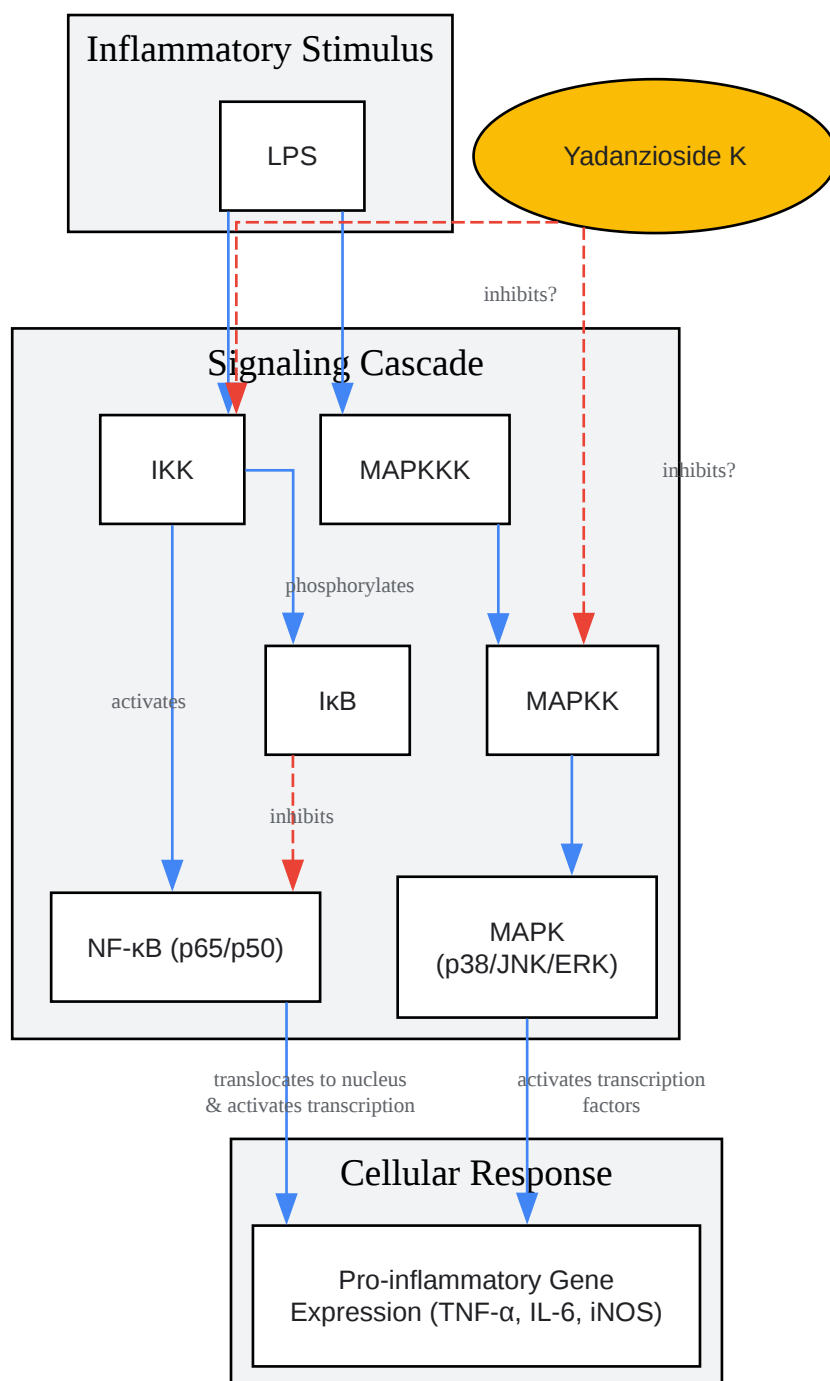 Inflammatory Stimulus
LPS
Yadanzioside K
inhibits?
Signaling Cascade
IKK
MAPKKK
inhibits?
phosphorylates
activates
IκB
MAPKK
inhibits
NF-κB (p65/p50)
MAPK
(p38/JNK/ERK)
translocates to nucleus
& activates transcription
activates transcription
factors
Cellular Response
Pro-inflammatory Gene
Expression (TNF-α, IL-6, iNOS)